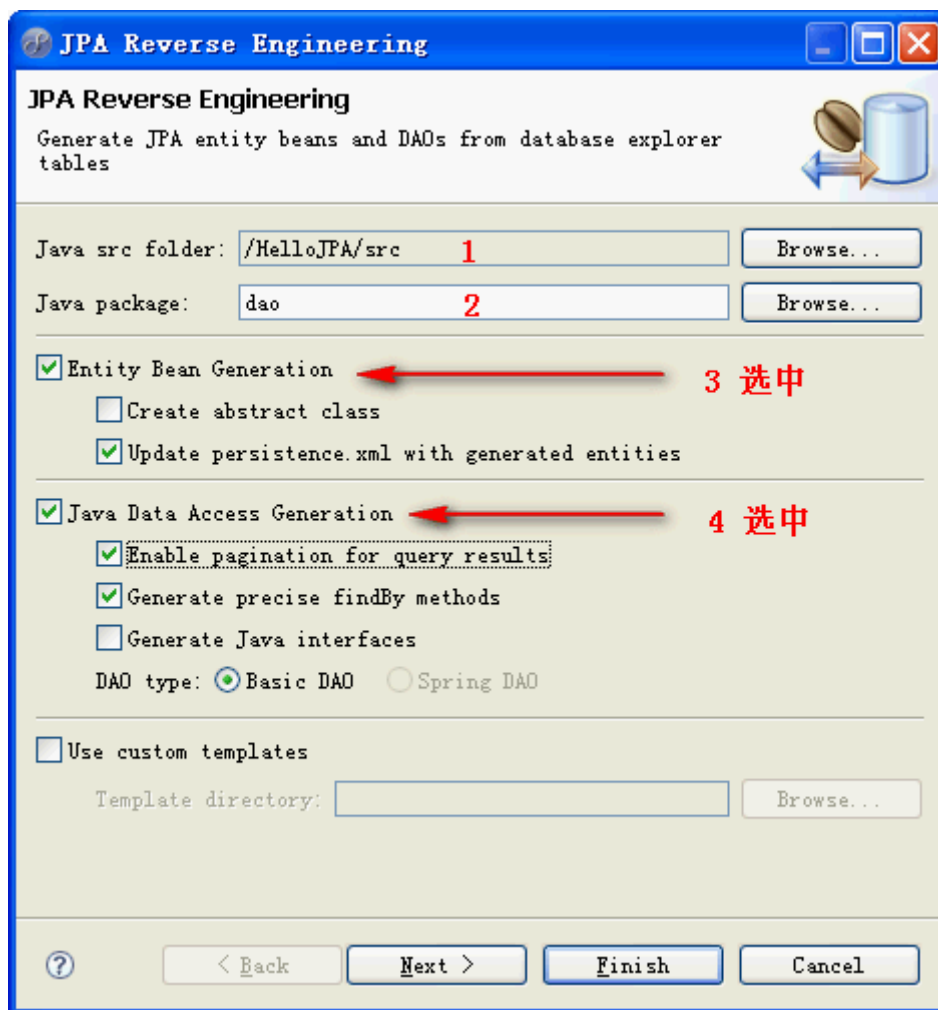 JPA Reverse Engineering
JPA Reverse Engineering
Generate JPA entity beans and DAOs from database explorer
tables
Java src folder: /HelloJPA/src 1 Browse...
Java package: dao 2 Browse...
Entity Bean Generation 3 选中
Create abstract class
Update persistence.xml with generated entities
Java Data Access Generation 4 选中
Enable pagination for query results
Generate precise findBy methods
Generate Java interfaces
DAO type: Basic DAO Spring DAO
Use custom templates
Template directory: Browse...
? < Back Next > Finish Cancel